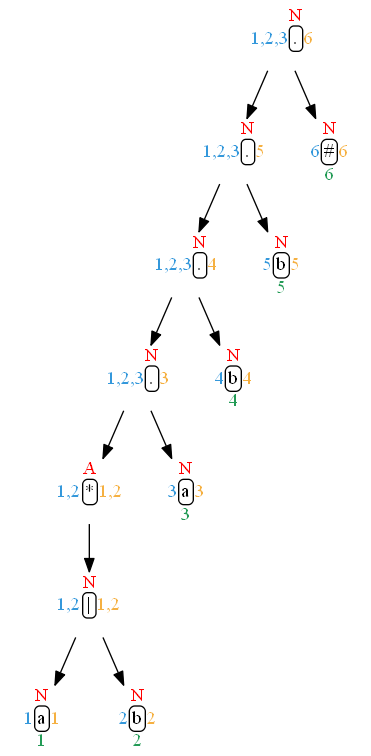 N
1,2,3 . 6
N N
1,2,3 . 5 6 # 6
6
N N
1,2,3 . 4 5 b 5
5
N N
1,2,3 . 3 4 b 4
4
A N
1,2 * 1,2 3 a 3
3
N
1,2 | 1,2
N N
1 a 1 2 b 2
1 2